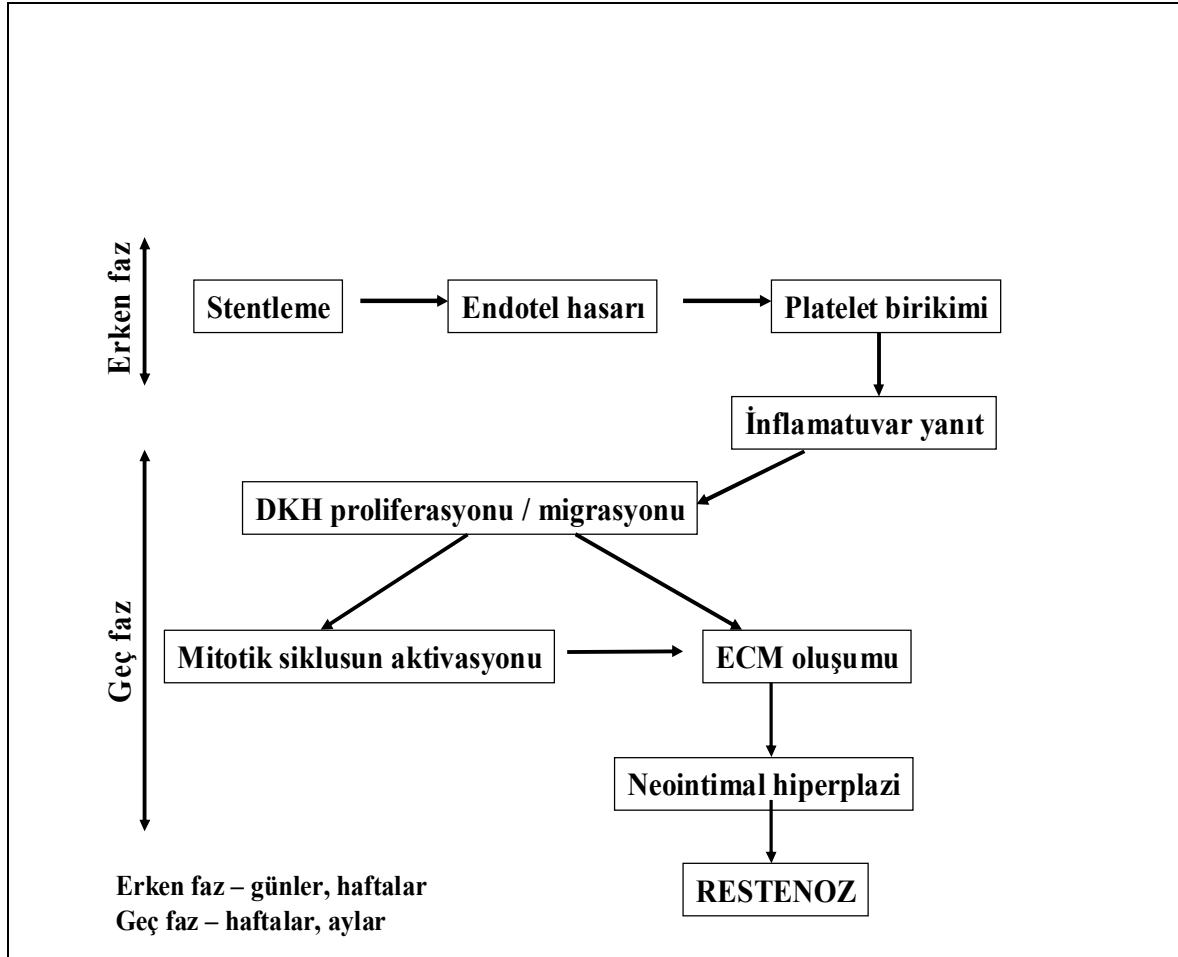 Erken faz
Stentleme
Endotel hasarı
Platelet birikimi
İnflamatuvar yanıt
Geç faz
DKH proliferasyonu / migrasyonu
Mitotik siklusun aktivasyonu
ECM oluşumu
Neointimal hiperplazi
RESTENOZ
Erken faz – günler, haftalar
Geç faz – haftalar, aylar